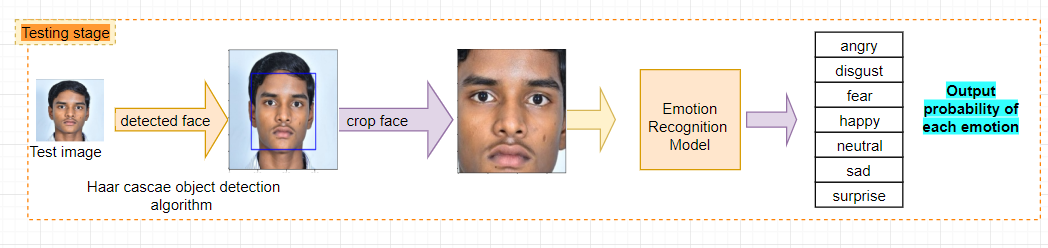 Testing stage
Test image
detected face
Haar cascae object detection
algorithm
crop face
Emotion
Recognition
Model
angry
disgust
fear
happy
neutral
sad
surprise
Output
probability of
each emotion